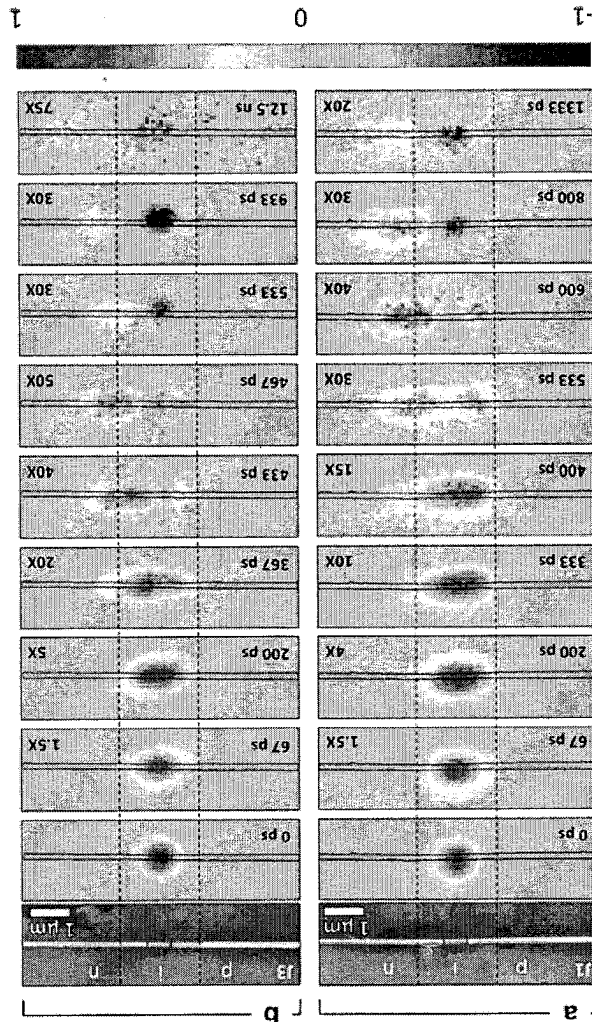 a
J1 p i n
1 µm
0 ps
67 ps 1.5X
200 ps 4X
333 ps 10X
400 ps 15X
533 ps 30X
600 ps 40X
800 ps 30X
1333 ps 20X
b
J3 p i n
1 µm
0 ps
67 ps 1.5X
200 ps 5X
367 ps 20X
433 ps 40X
467 ps 50X
533 ps 30X
933 ps 30X
12.5 ns 75X
-1 0 1